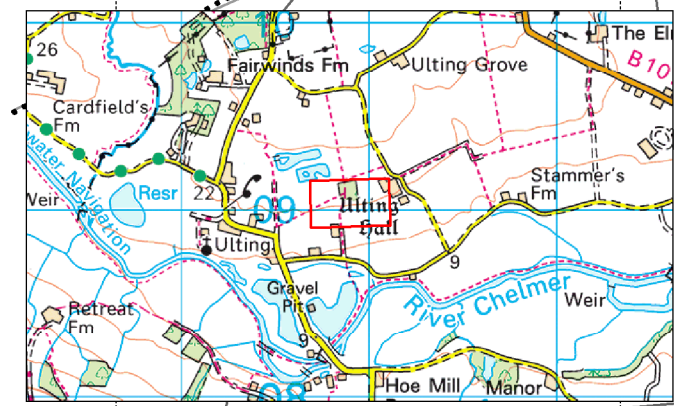 26
Fairwinds Fm
Ulting Grove
The El
B10
Cardfield's
Fm
water Navigation
Weir
Resr
22
09
Ulting
Hall
Stammer's
Fm
Ulting
9
Gravel
Pit
River Chelmer
Weir
Retreat
Fm
9
08
Hoe Mill
Manor